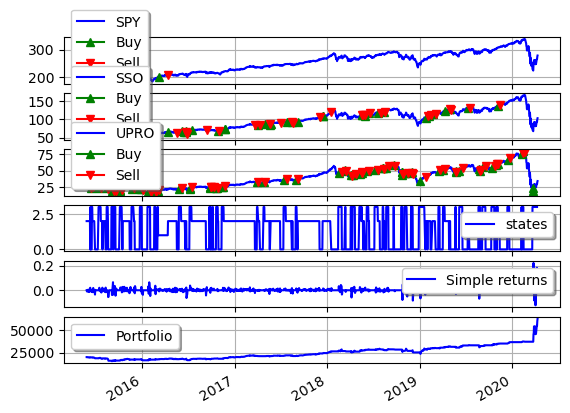 SPY
Buy
Sell
300
200
SSO
Buy
Sell
150
100
50
UPRO
Buy
Sell
75
50
25
states
2.5
0.0
Simple returns
0.2
0.0
Portfolio
50000
25000
2016 2017 2018 2019 2020